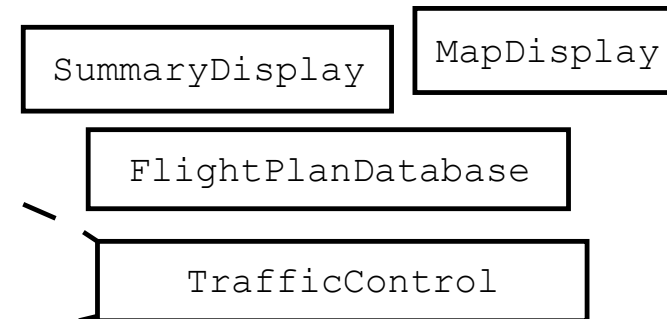 SummaryDisplay
MapDisplay
FlightPlanDatabase
TrafficControl